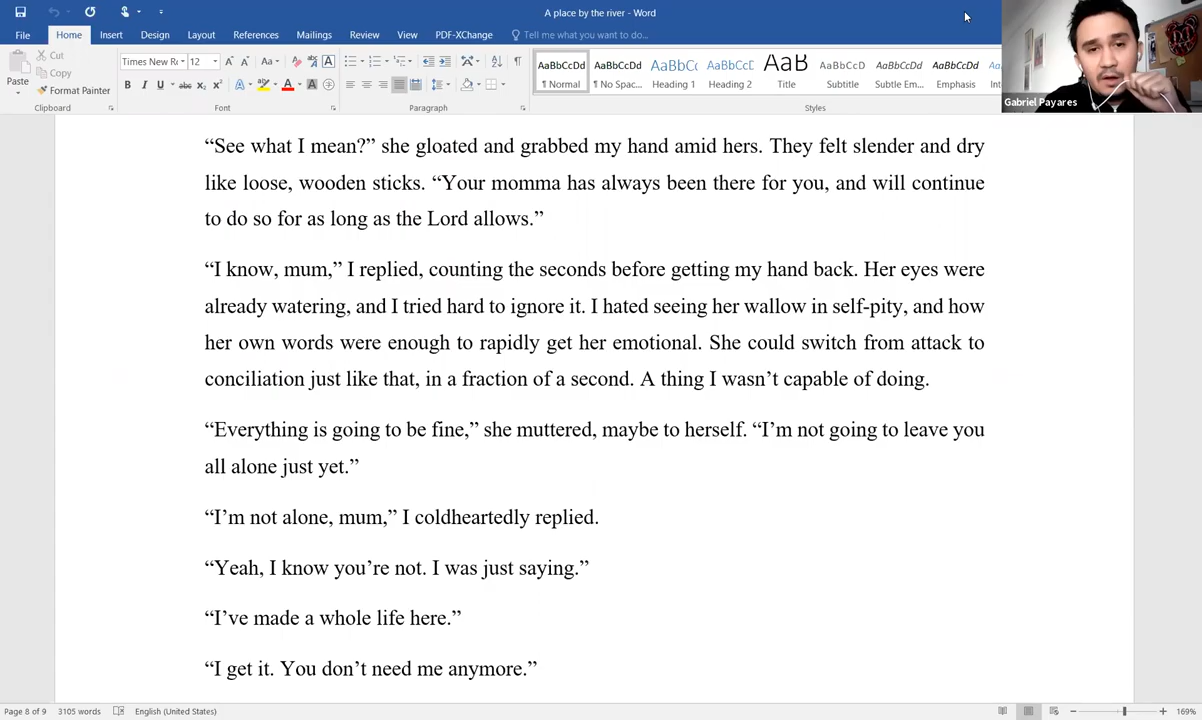 A place by the river - Word
File Home Insert Design Layout References Mailings Review View PDF-XChange Tell me what you want to do...
Gabriel Payares
Paste
Cut
Copy
Format Painter
Clipboard
Times New Ro 12
Font
Paragraph
AaBbCcDd AaBbCcDd AaBbCc AaBbCcC AaB AaBbCcD AaBbCcDd AaBbCcDd
¶ Normal ¶ No Spac... Heading 1 Heading 2 Title Subtitle Subtle Em... Emphasis
Styles
“See what I mean?” she gloated and grabbed my hand amid hers. They felt slender and dry
like loose, wooden sticks. “Your momma has always been there for you, and will continue
to do so for as long as the Lord allows.”
“I know, mum,” I replied, counting the seconds before getting my hand back. Her eyes were
already watering, and I tried hard to ignore it. I hated seeing her wallow in self-pity, and how
her own words were enough to rapidly get her emotional. She could switch from attack to
conciliation just like that, in a fraction of a second. A thing I wasn’t capable of doing.
“Everything is going to be fine,” she muttered, maybe to herself. “I’m not going to leave you
all alone just yet.”
“I’m not alone, mum,” I coldheartedly replied.
“Yeah, I know you’re not. I was just saying.”
“I’ve made a whole life here.”
“I get it. You don’t need me anymore.”
Page 8 of 9 3105 words English (United States) 169%